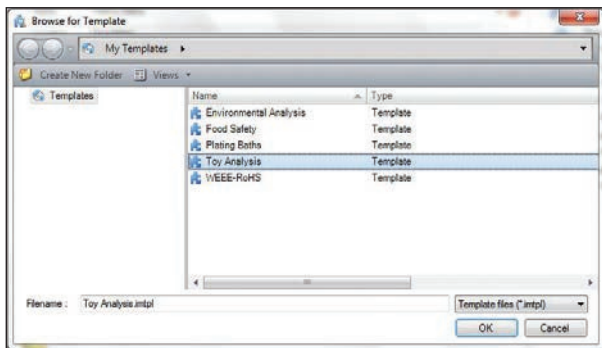 Browse for Template
My Templates
Create New Folder Views
Templates
Name Type
Environmental Analysis Template
Food Safety Template
Plating Baths Template
Toy Analysis Template
WEEE-RoHS Template
Filename : Toy Analysis.imtpl Template files (*.imtpl)
OK Cancel